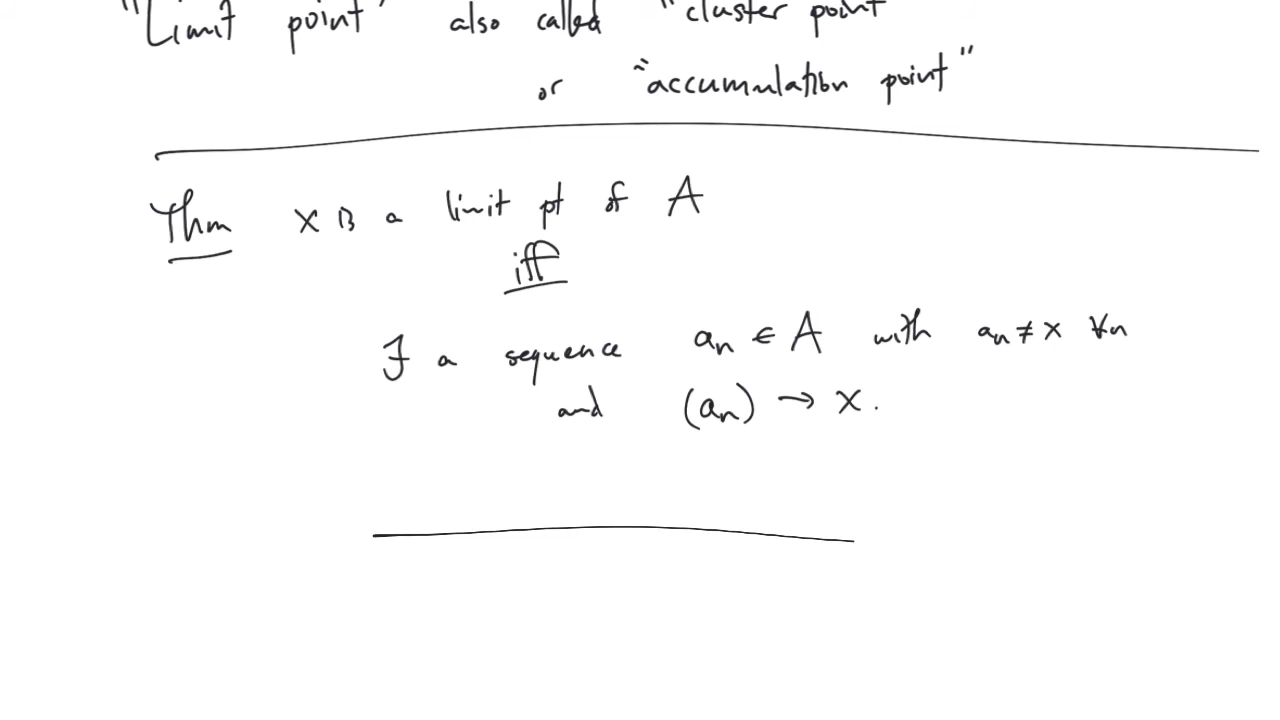 "Limit point" also called "cluster point
or "accumulation point"
Thm x is a limit pt of A
iff
∃ a sequence aₙ ∈ A with aₙ ≠ x ∀n
and (aₙ) → x.